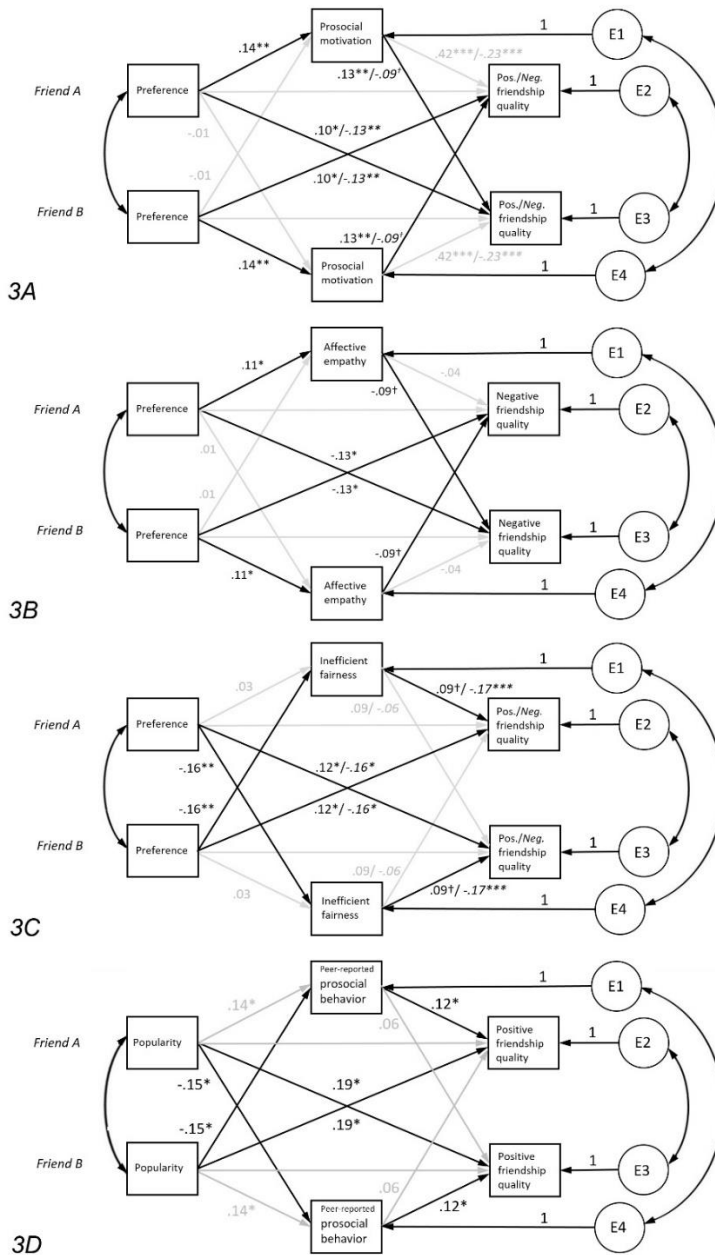 Prosocial
motivation
1
E1
.14**
.42***/-.23***
.13**/-.09†
Friend A
Preference
Pos./Neg.
friendship
quality
1
E2
-.01
.10*/-.13**
-.01
.10*/-.13**
Friend B
Preference
Pos./Neg.
friendship
quality
1
E3
.13**/-.09†
.14**
.42***/-.23***
Prosocial
motivation
1
E4
3A
Affective
empathy
1
E1
.11*
-.04
-.09†
Friend A
Preference
Negative
friendship
quality
1
E2
.01
-.13*
.01
-.13*
Friend B
Preference
Negative
friendship
quality
1
E3
-.09†
.11*
-.04
Affective
empathy
1
E4
3B
Inefficient
fairness
1
E1
.03
.09†/ -.17***
.09/ -.06
Friend A
Preference
Pos./Neg.
friendship
quality
1
E2
-.16**
.12*/-.16*
-.16**
.12*/ -.16*
Friend B
Preference
Pos./Neg.
friendship
quality
1
E3
.09/ -.06
.03
.09†/ -.17***
Inefficient
fairness
1
E4
3C
Peer-reported
prosocial
behavior
1
E1
.14*
.12*
.06
Friend A
Popularity
Positive
friendship
quality
1
E2
-.15*
.19*
-.15*
.19*
Friend B
Popularity
Positive
friendship
quality
1
E3
.06
.14*
.12*
Peer-reported
prosocial
behavior
1
E4
3D